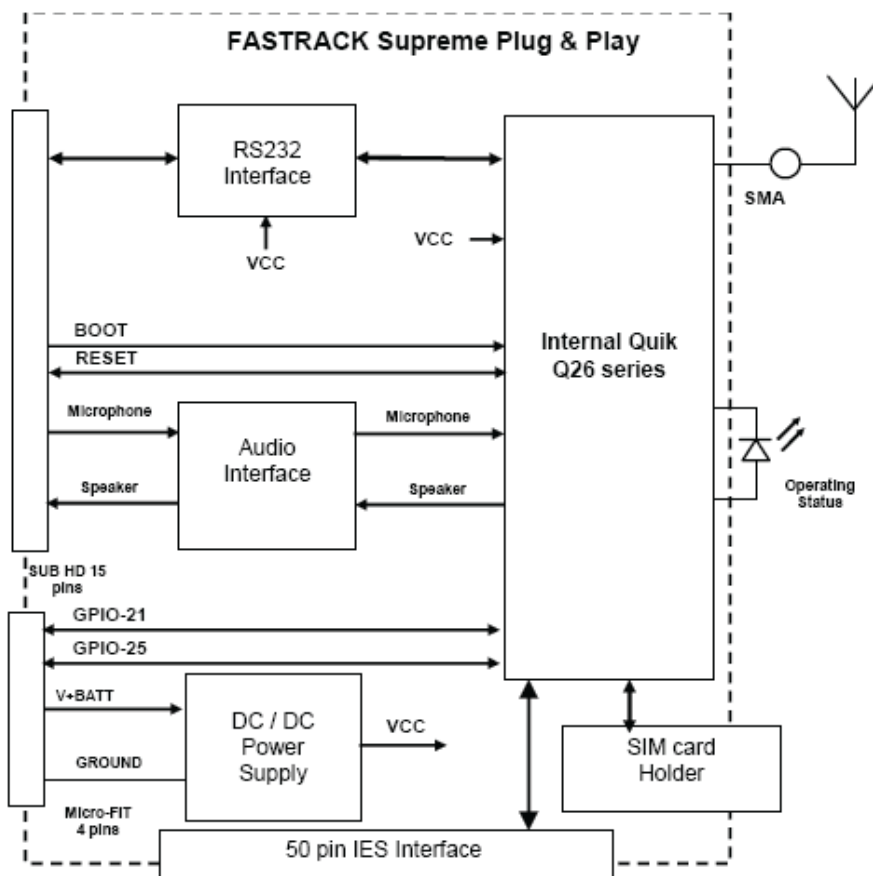 FASTRACK Supreme Plug & Play
RS232
Interface
VCC
VCC
SMA
BOOT
RESET
Internal Quik
Q26 series
Microphone
Microphone
Audio
Interface
Speaker
Speaker
Operating
Status
SUB HD 15
pins
GPIO-21
GPIO-25
V+BATT
DC / DC
Power
Supply
VCC
GROUND
SIM card
Holder
Micro-FIT
4 pins
50 pin IES Interface